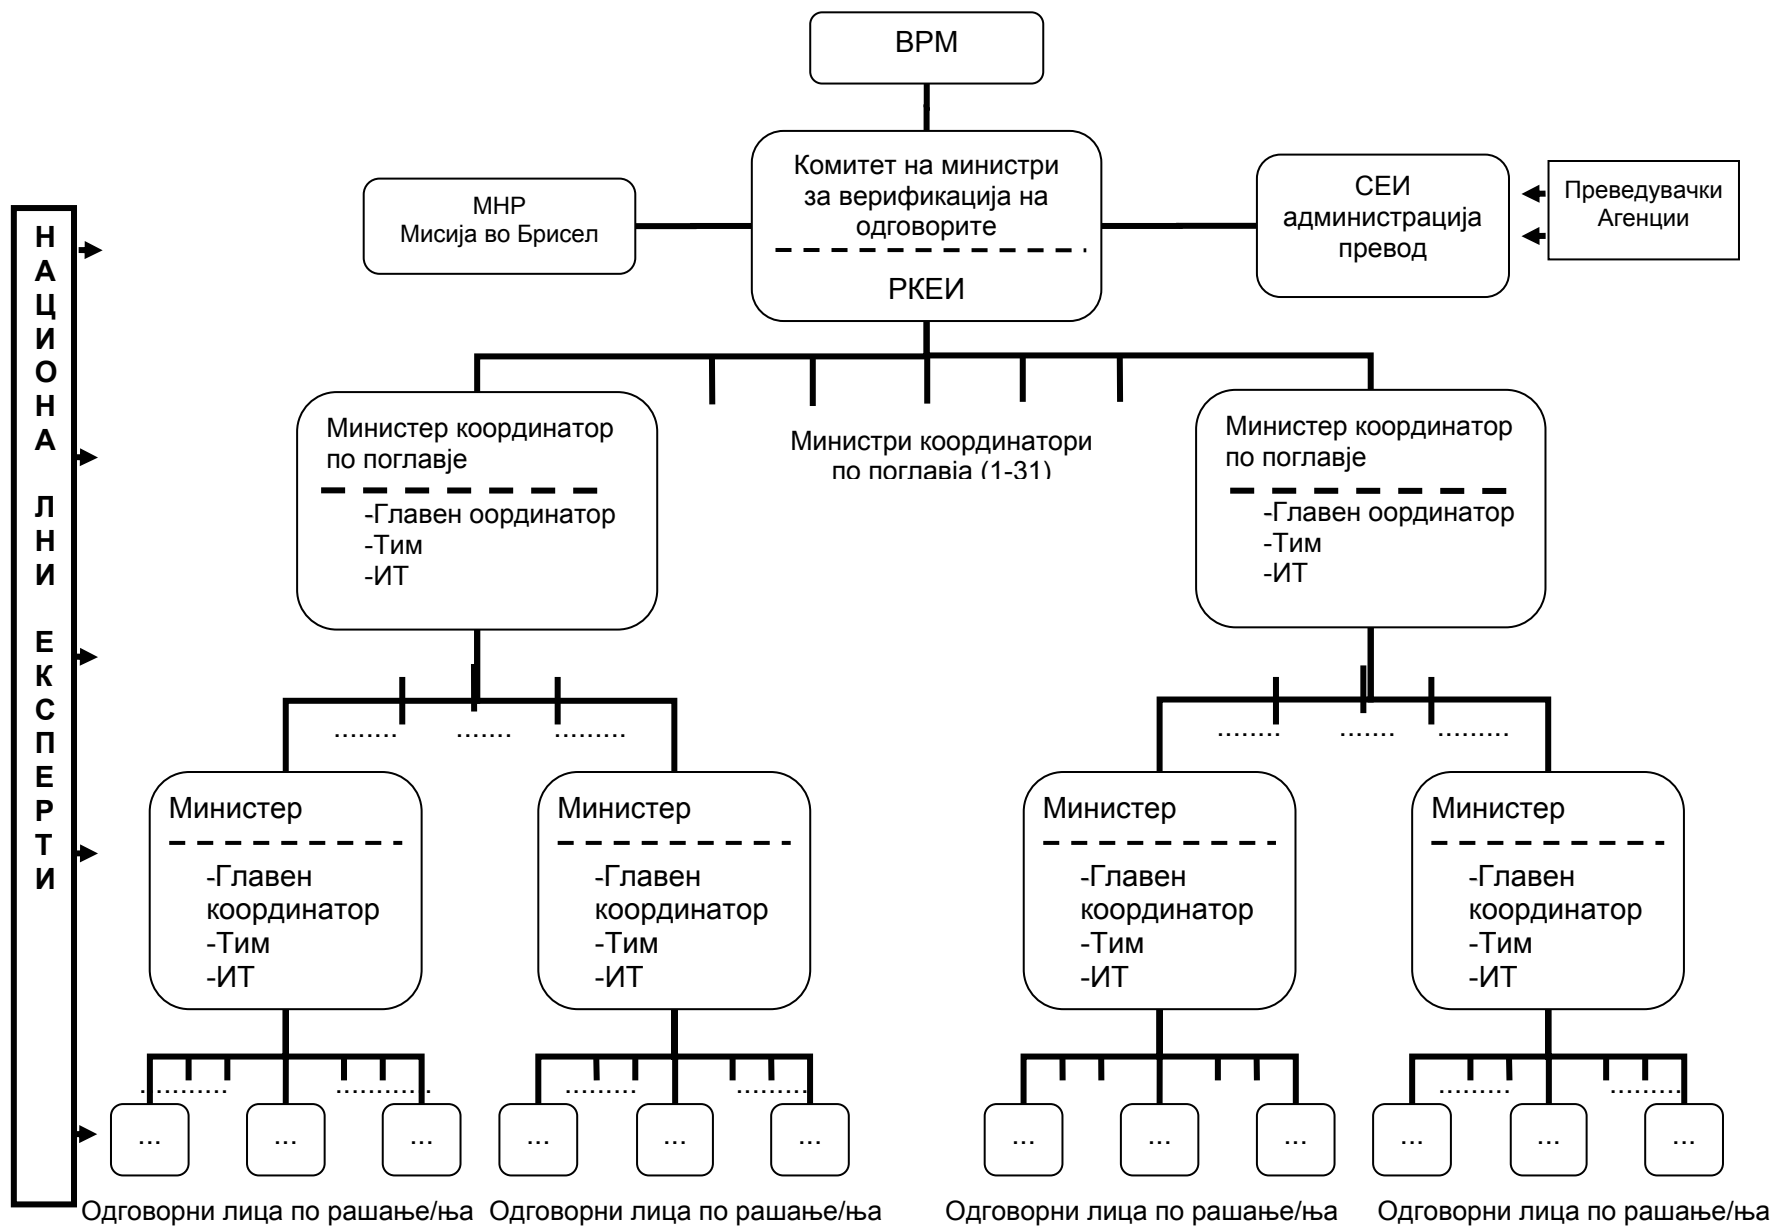 ВРМ
Комитет на министри
за верификација на
одговорите
РКЕИ
МНР
Мисија во Брисел
СЕИ
администрација
превод
Преведувачки
Агенции
Н
А
Ц
И
О
Н
А
Л
Н
И
Е
К
С
П
Е
Р
Т
И
Министер координатор
по поглавје
-Главен оординатор
-Тим
-ИТ
Министри координатори
по поглавја (1-31)
Министер координатор
по поглавје
-Главен оординатор
-Тим
-ИТ
........ ....... .........
........ ....... .........
Министер
-Главен
координатор
-Тим
-ИТ
Министер
-Главен
координатор
-Тим
-ИТ
Министер
-Главен
координатор
-Тим
-ИТ
Министер
-Главен
координатор
-Тим
-ИТ
... ... ...
... ... ...
... ... ...
... ... ...
Одговорни лица по рашање/ња
Одговорни лица по рашање/ња
Одговорни лица по рашање/ња
Одговорни лица по рашање/ња